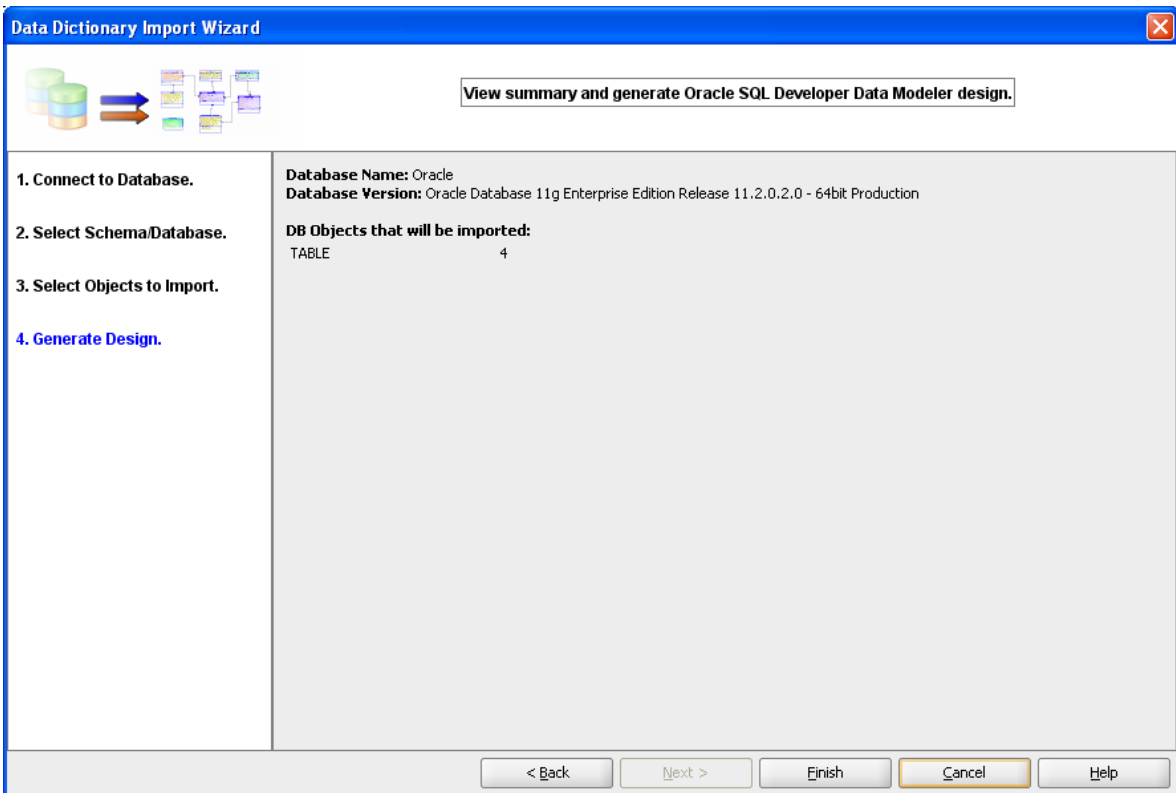 Data Dictionary Import Wizard
View summary and generate Oracle SQL Developer Data Modeler design.
1. Connect to Database.
2. Select Schema/Database.
3. Select Objects to Import.
4. Generate Design.
Database Name: Oracle
Database Version: Oracle Database 11g Enterprise Edition Release 11.2.0.2.0 - 64bit Production
DB Objects that will be imported:
TABLE 4
< Back Next > Finish Cancel Help